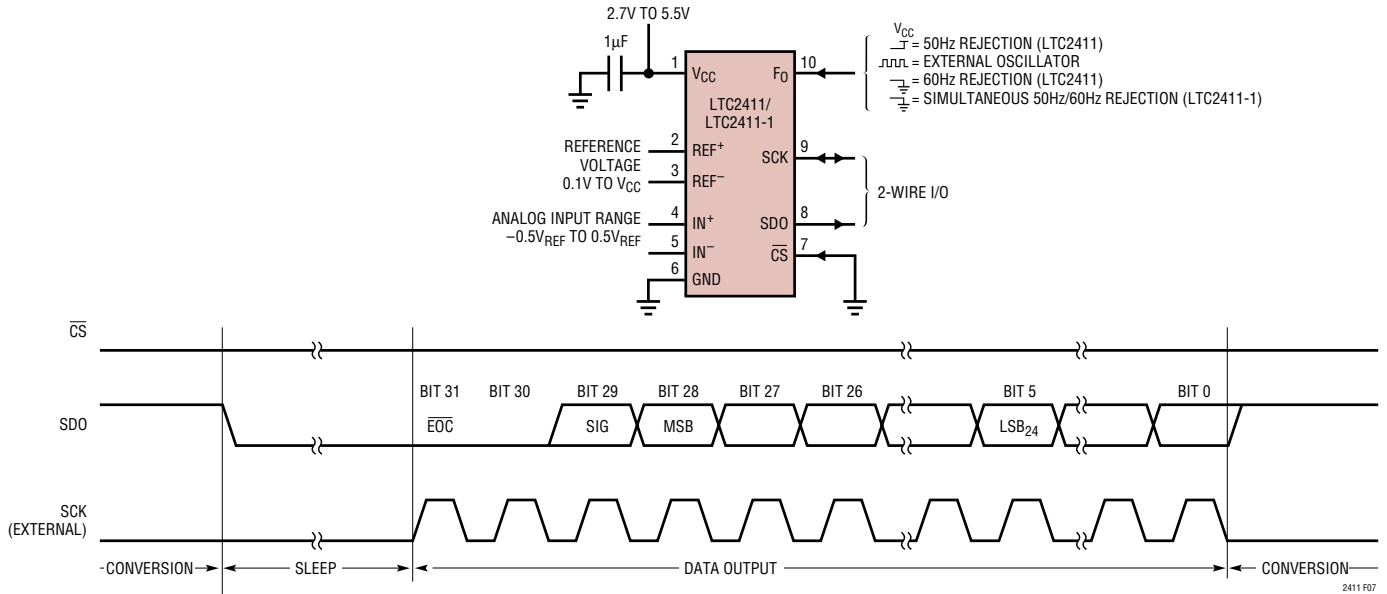 2.7V TO 5.5V
1µF
1
VCC
FO
10
LTC2411/
LTC2411-1
REFERENCE
VOLTAGE
0.1V TO VCC
2
REF+
3
REF−
SCK
9
2-WIRE I/O
ANALOG INPUT RANGE
−0.5VREF TO 0.5VREF
4
IN+
5
IN−
6
GND
SDO
8
CS
7
VCC
= 50Hz REJECTION (LTC2411)
= EXTERNAL OSCILLATOR
= 60Hz REJECTION (LTC2411)
= SIMULTANEOUS 50Hz/60Hz REJECTION (LTC2411-1)
CS
BIT 31 BIT 30 BIT 29 BIT 28 BIT 27 BIT 26 BIT 5 BIT 0
SDO
EOC SIG MSB LSB24
SCK
(EXTERNAL)
CONVERSION SLEEP DATA OUTPUT CONVERSION
2411 F07